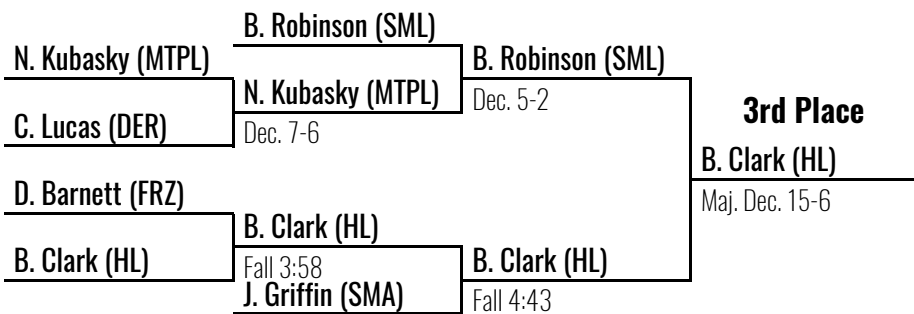 B. Robinson (SML)
N. Kubasky (MTPL)
B. Robinson (SML)
N. Kubasky (MTPL)
Dec. 5-2
3rd Place
C. Lucas (DER)
Dec. 7-6
B. Clark (HL)
D. Barnett (FRZ)
Maj. Dec. 15-6
B. Clark (HL)
B. Clark (HL)
Fall 3:58
B. Clark (HL)
J. Griffin (SMA)
Fall 4:43